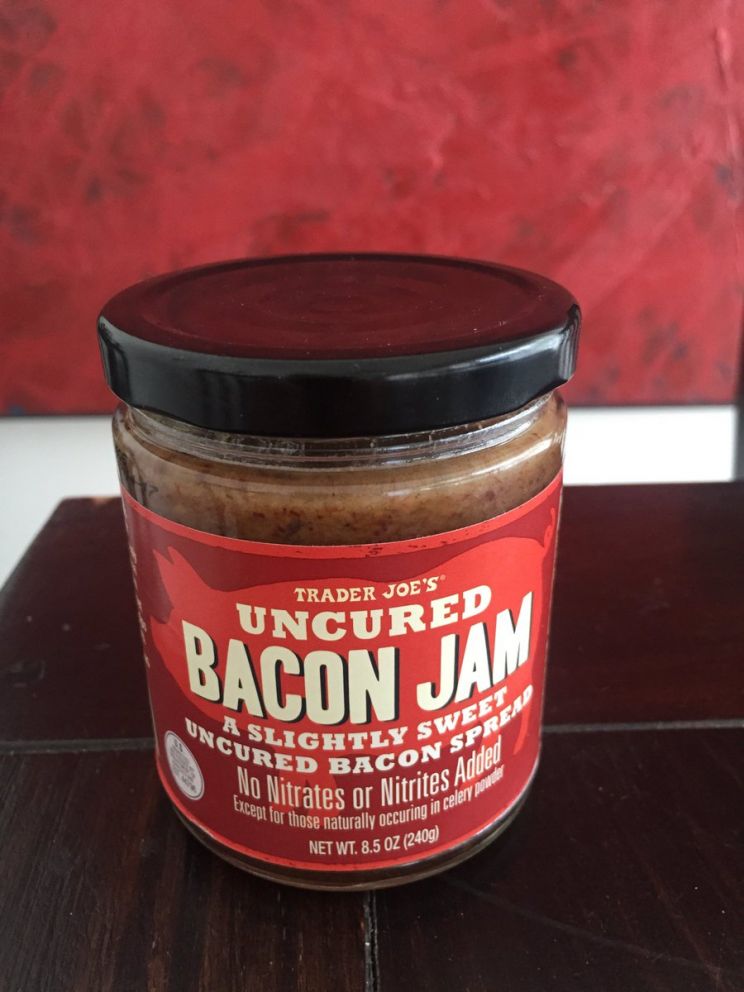 TRADER JOE'S
UNCURED
BACON JAM
A SLIGHTLY SWEET
UNCURED BACON SPREAD
No Nitrates or Nitrites Added
Except for those naturally occuring in celery powder
NET WT. 8.5 OZ (240g)